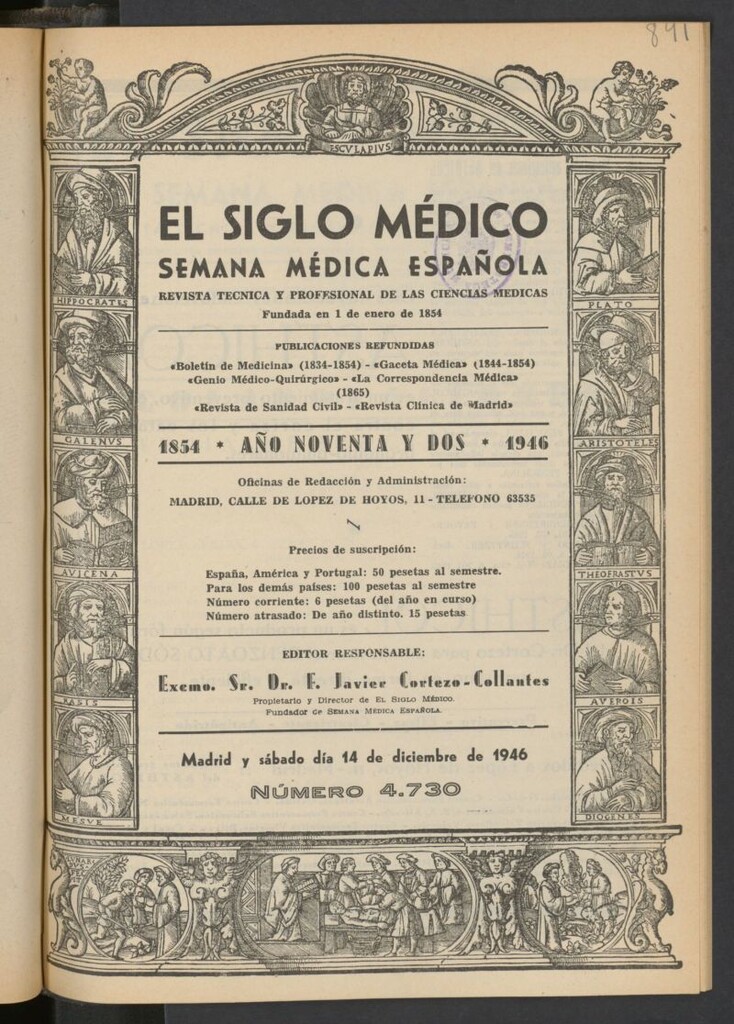 891
ESCVLAPIVS
EL SIGLO MÉDICO
SEMANA MÉDICA ESPAÑOLA
REVISTA TECNICA Y PROFESIONAL DE LAS CIENCIAS MEDICAS
Fundada en 1 de enero de 1854
PUBLICACIONES REFUNDIDAS
«Boletín de Medicina» (1834-1854) - «Gaceta Médica» (1844-1854)
«Genio Médico-Quirúrgico» - «La Correspondencia Médica»
(1865)
«Revista de Sanidad Civil» - «Revista Clínica de Madrid»
1854 * AÑO NOVENTA Y DOS * 1946
Oficinas de Redacción y Administración:
MADRID, CALLE DE LOPEZ DE HOYOS, 11 - TELEFONO 63535
Precios de suscripción:
España, América y Portugal: 50 pesetas al semestre.
Para los demás países: 100 pesetas al semestre
Número corriente: 6 pesetas (del año en curso)
Número atrasado: De año distinto. 15 pesetas
EDITOR RESPONSABLE:
Excmo. Sr. Dr. F. Javier Cortezo-Collantes
Propietario y Director de EL SIGLO MÉDICO.
Fundador de SEMANA MÉDICA ESPAÑOLA.
Madrid y sábado día 14 de diciembre de 1946
NÚMERO 4.730
HIPPOCRATES
GALENVS
AVICENA
RASIS
MESVE
PLATO
ARISTOTELES
THEOFRASTVS
AVEROIS
DIOGENES